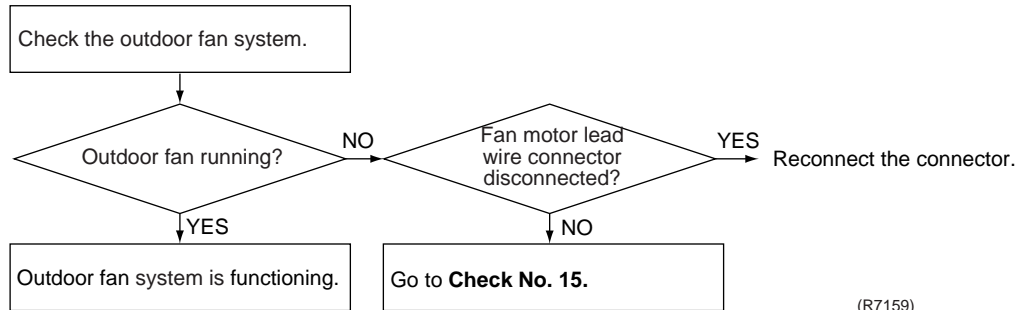 Check the outdoor fan system.
Outdoor fan running?
NO
Fan motor lead
wire connector
disconnected?
YES
Reconnect the connector.
YES
NO
Outdoor fan system is functioning.
Go to Check No. 15.
(R7159)